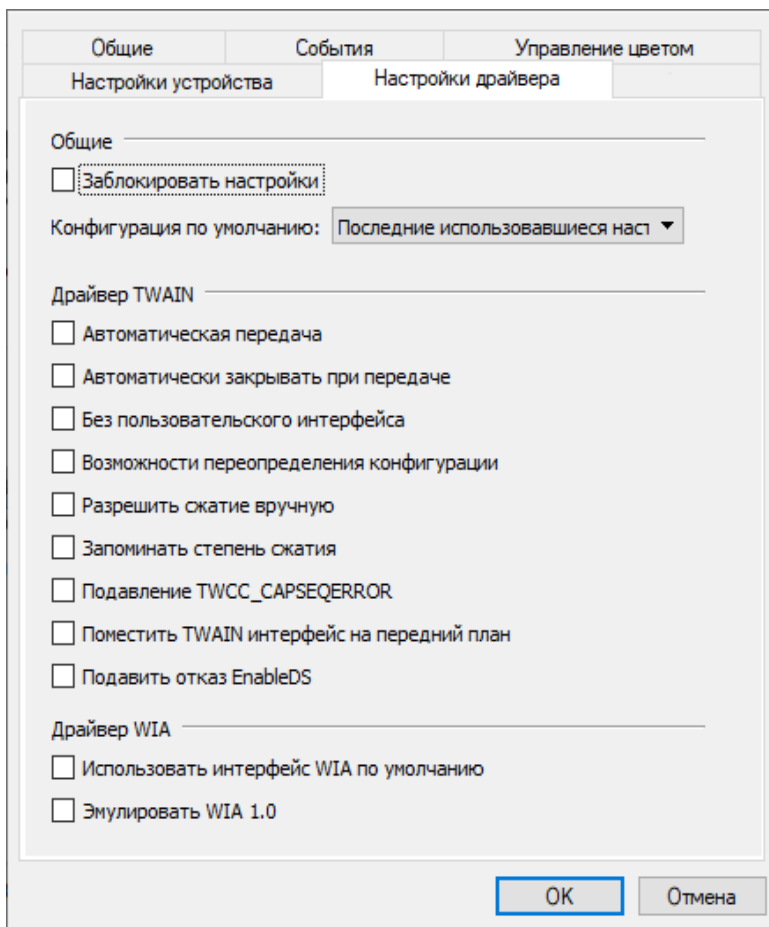 Общие
События
Управление цветом
Настройки устройства
Настройки драйвера
Общие
Заблокировать настройки
Конфигурация по умолчанию: Последние использовавшиеся наст
Драйвер TWAIN
Автоматическая передача
Автоматически закрывать при передаче
Без пользовательского интерфейса
Возможности переопределения конфигурации
Разрешить сжатие вручную
Запоминать степень сжатия
Подавление TWCC_CAPSEQERROR
Поместить TWAIN интерфейс на передний план
Подавить отказ EnableDS
Драйвер WIA
Использовать интерфейс WIA по умолчанию
Эмулировать WIA 1.0
OK
Отмена